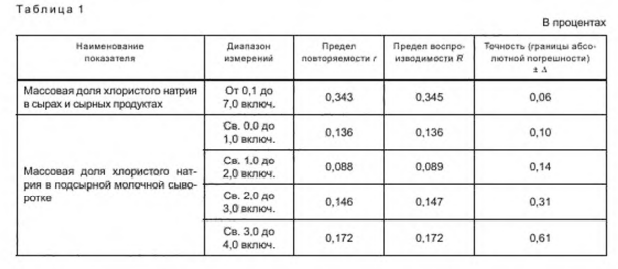 Таблица 1
В процентах
Наименование показателя
Диапазон измерений
Предел повторяемости r
Предел воспро-
изводимости R
Точность (границы абсо-
лютной погрешности)
± Δ
Массовая доля хлористого натрия
в сырах и сырных продуктах
От 0,1 до
7,0 включ.
0,343
0,345
0,06
Массовая доля хлористого нат-
рия в подсырной молочной сыво-
ротке
Св. 0,0 до
1,0 включ.
0,136
0,136
0,10
Св. 1,0 до
2,0 включ.
0,088
0,089
0,14
Св. 2,0 до
3,0 включ.
0,146
0,147
0,31
Св. 3,0 до
4,0 включ.
0,172
0,172
0,61